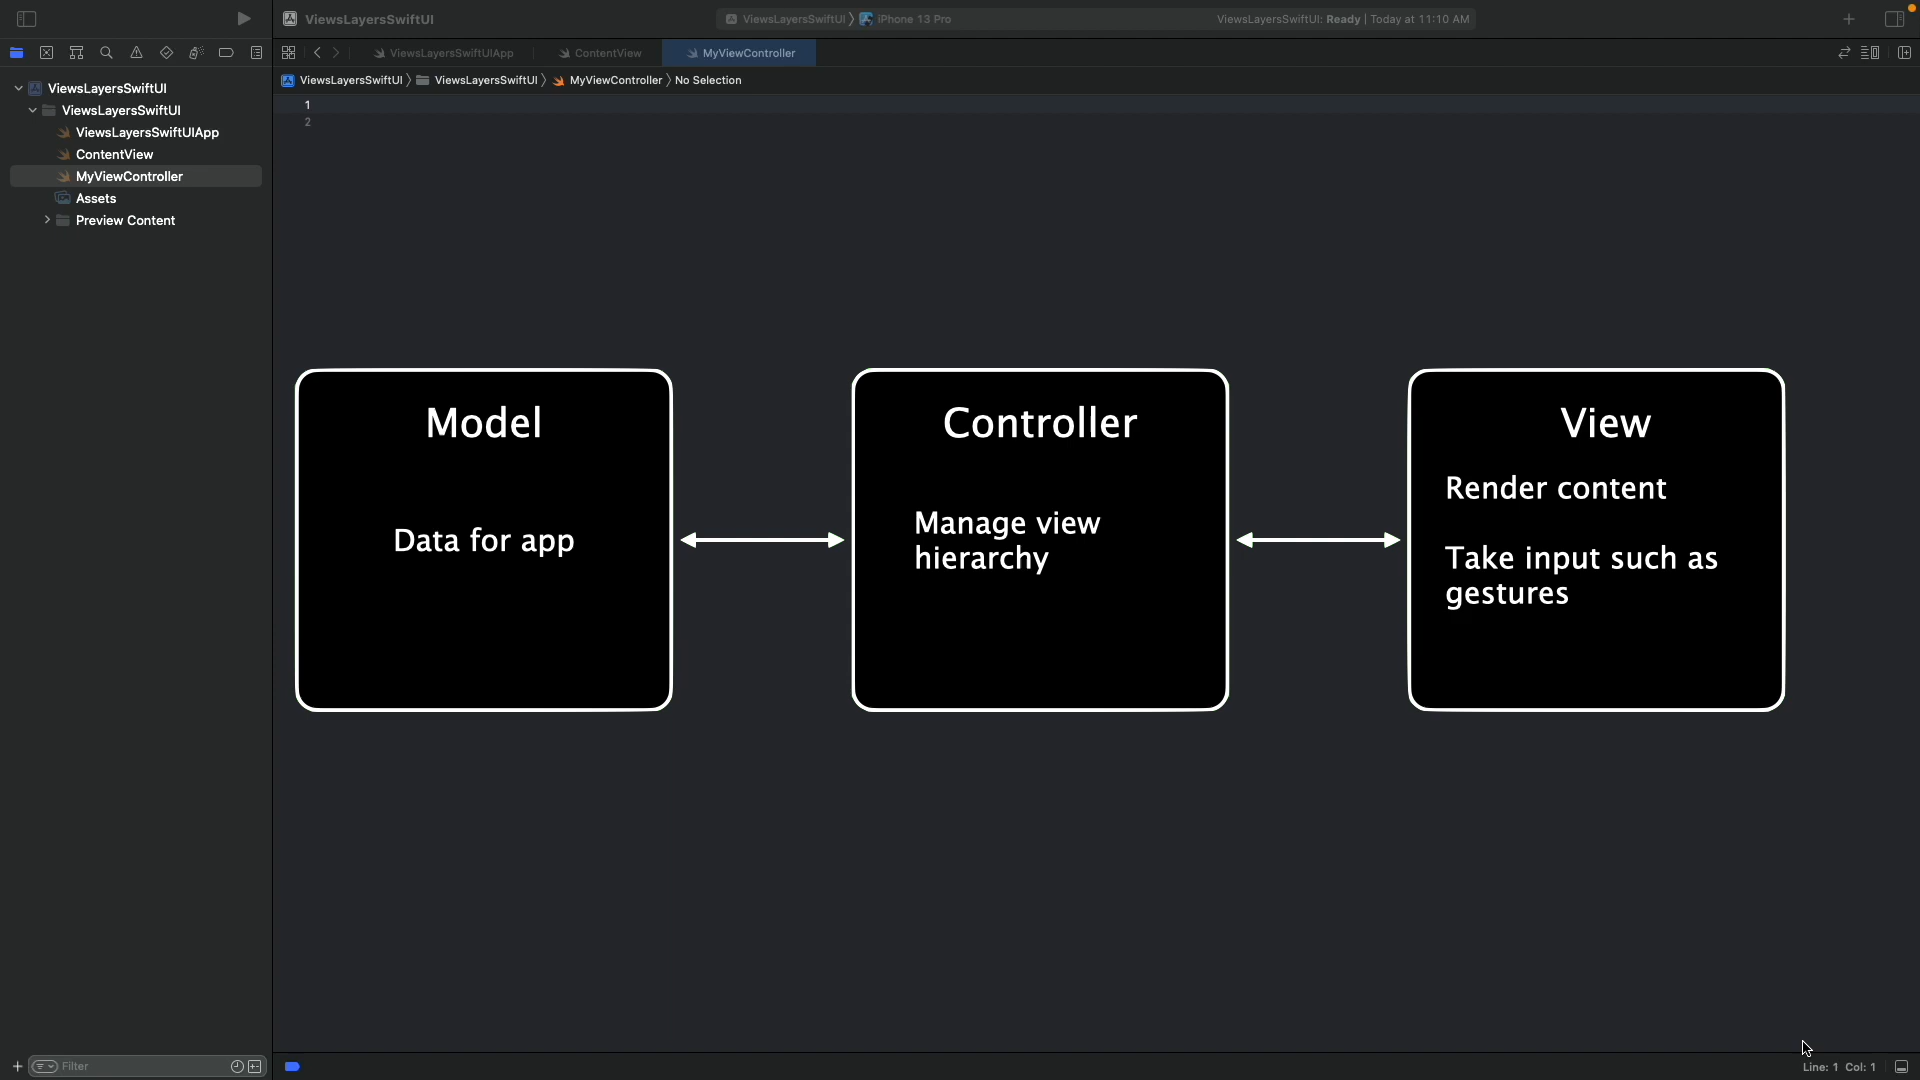 ViewsLayersSwiftUI
ViewsLayersSwiftUI 〉 iPhone 13 Pro
ViewsLayersSwiftUI: Ready | Today at 11:10 AM
ViewsLayersSwiftUIApp
ContentView
MyViewController
ViewsLayersSwiftUI 〉 ViewsLayersSwiftUI 〉 MyViewController 〉 No Selection
ViewsLayersSwiftUI
ViewsLayersSwiftUI
ViewsLayersSwiftUIApp
ContentView
MyViewController
Assets
Preview Content
1
2
Model
Data for app
Controller
Manage view
hierarchy
View
Render content
Take input such as
gestures
Filter
Line: 1 Col: 1